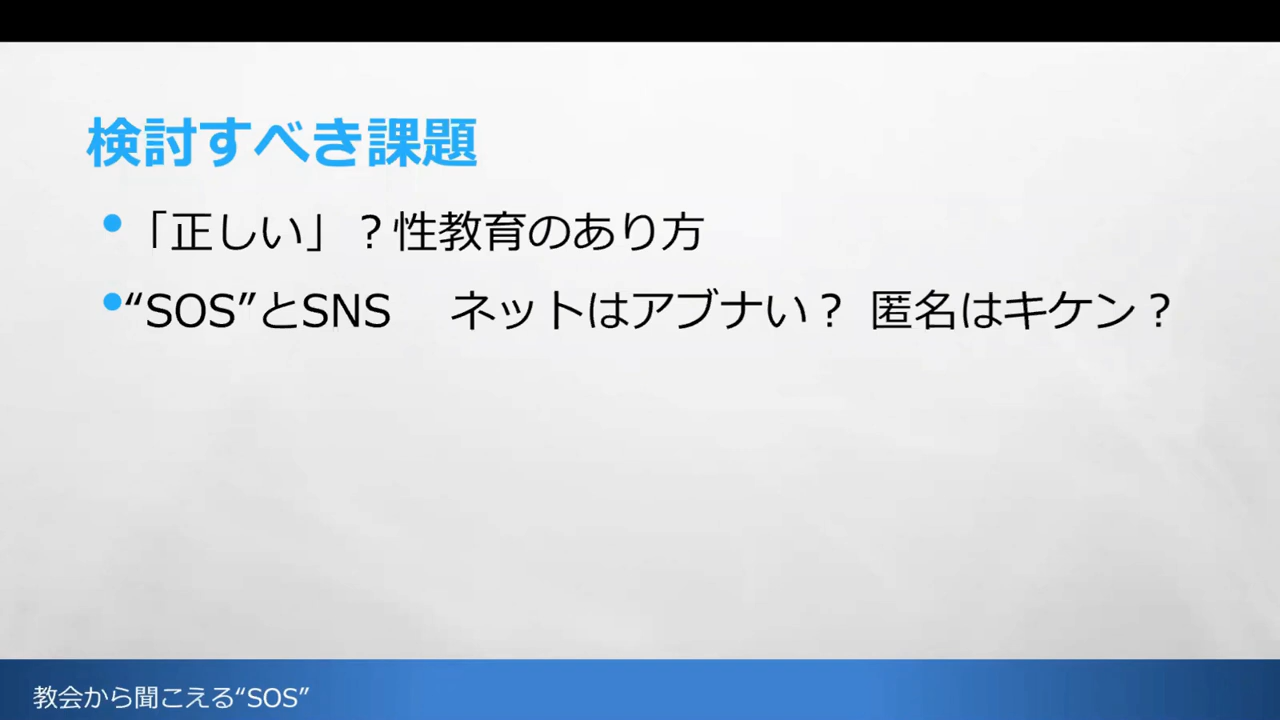 検討すべき課題
•「正しい」？性教育のあり方
•“SOS”とSNS　ネットはアブナい？ 匿名はキケン？
教会から聞こえる“SOS”